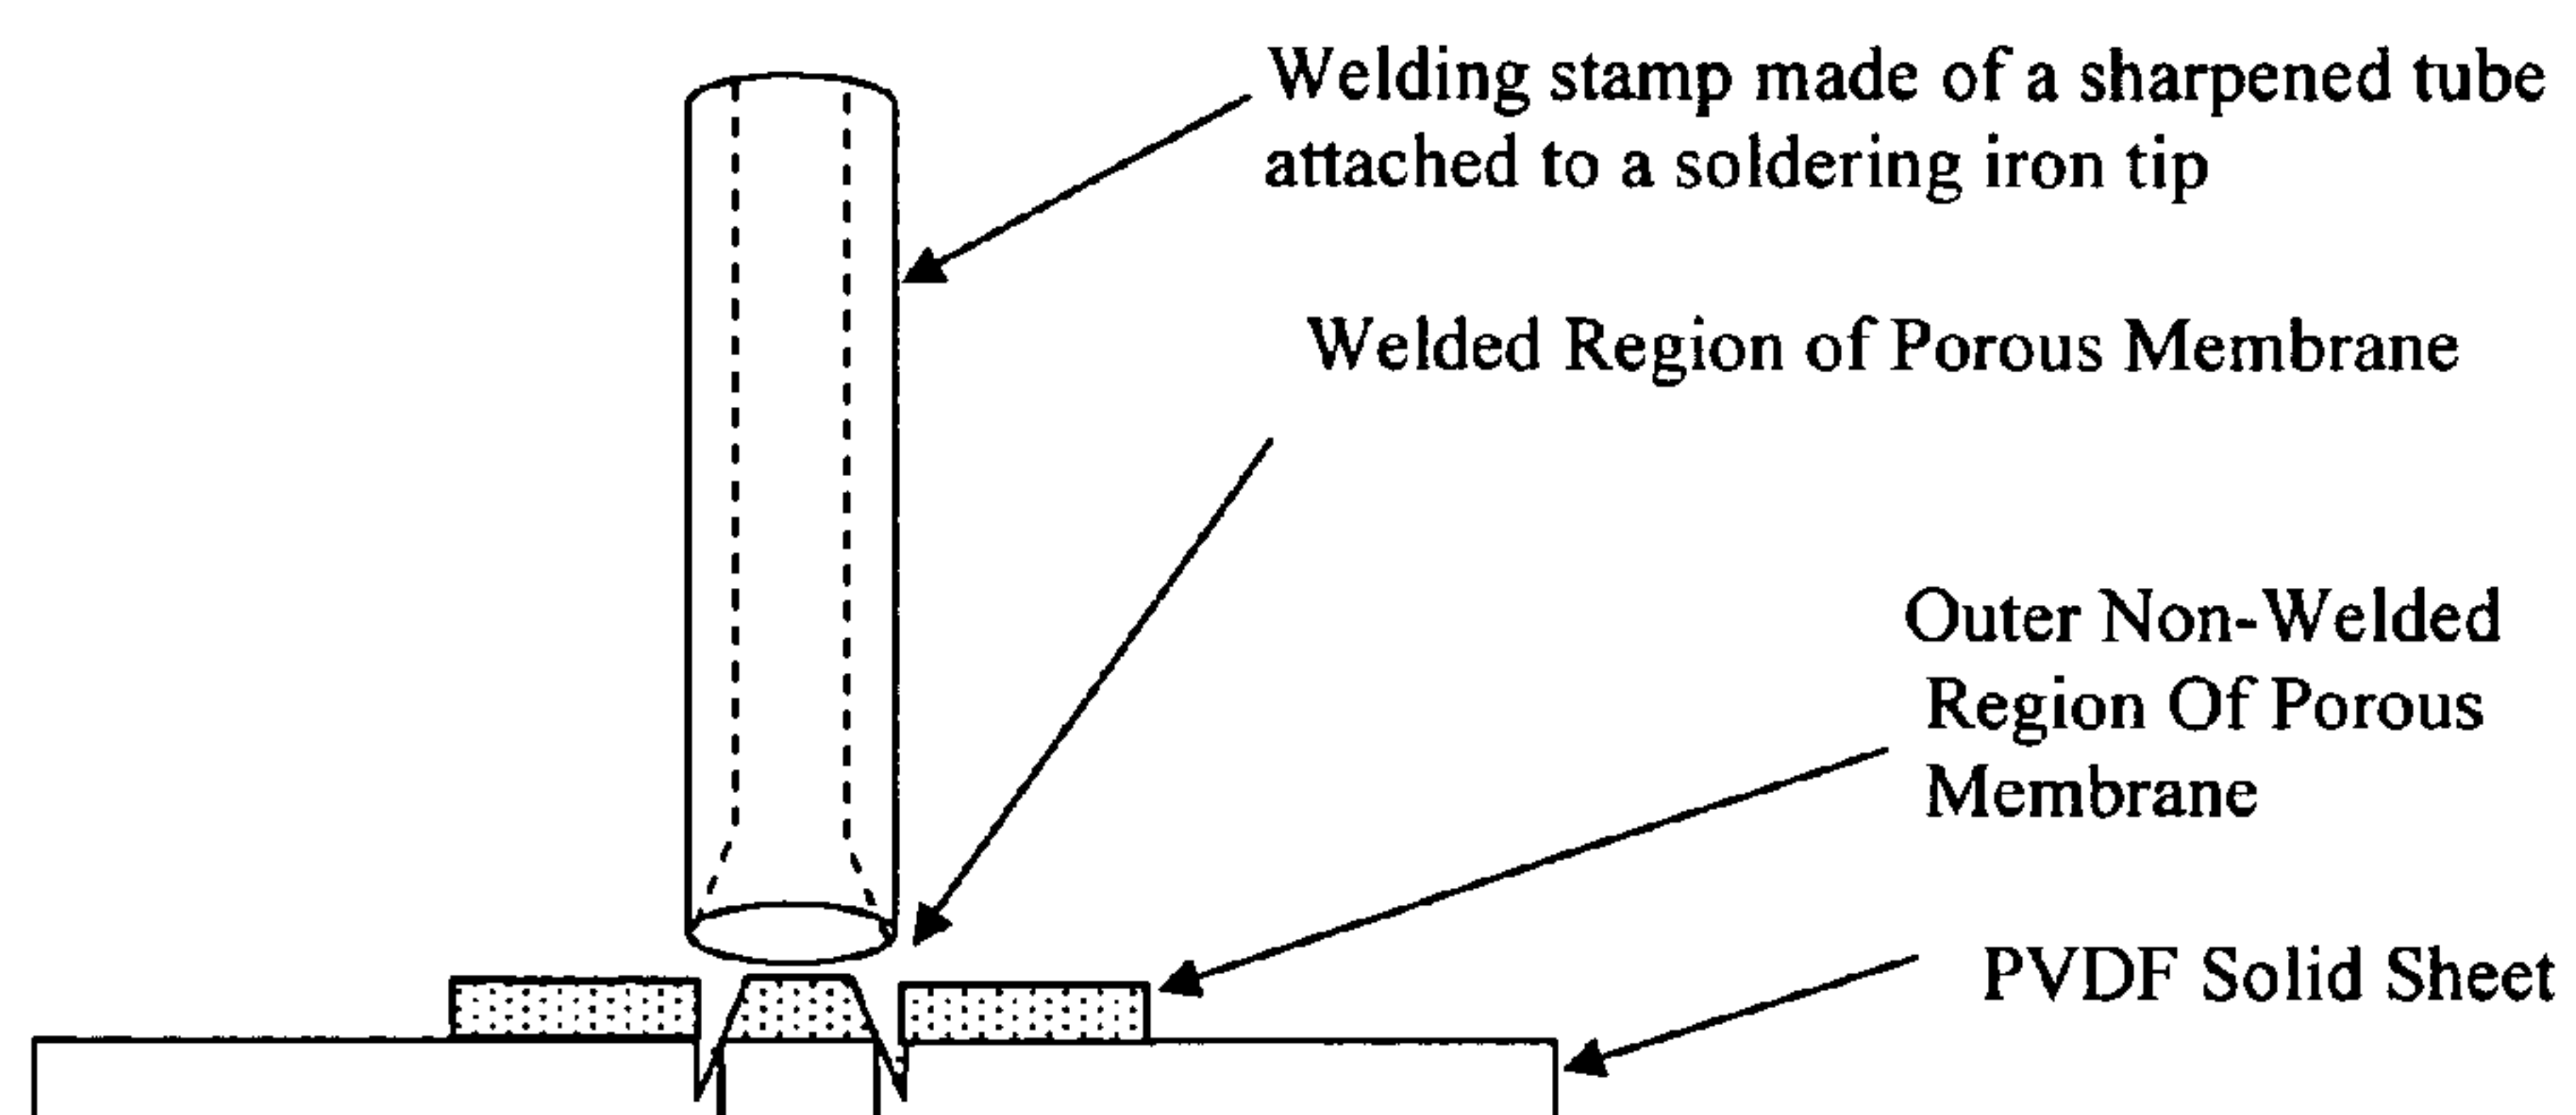 Welding stamp made of a sharpened tube
attached to a soldering iron tip
Welded Region of Porous Membrane
Outer Non-Welded
Region Of Porous
Membrane
PVDF Solid Sheet